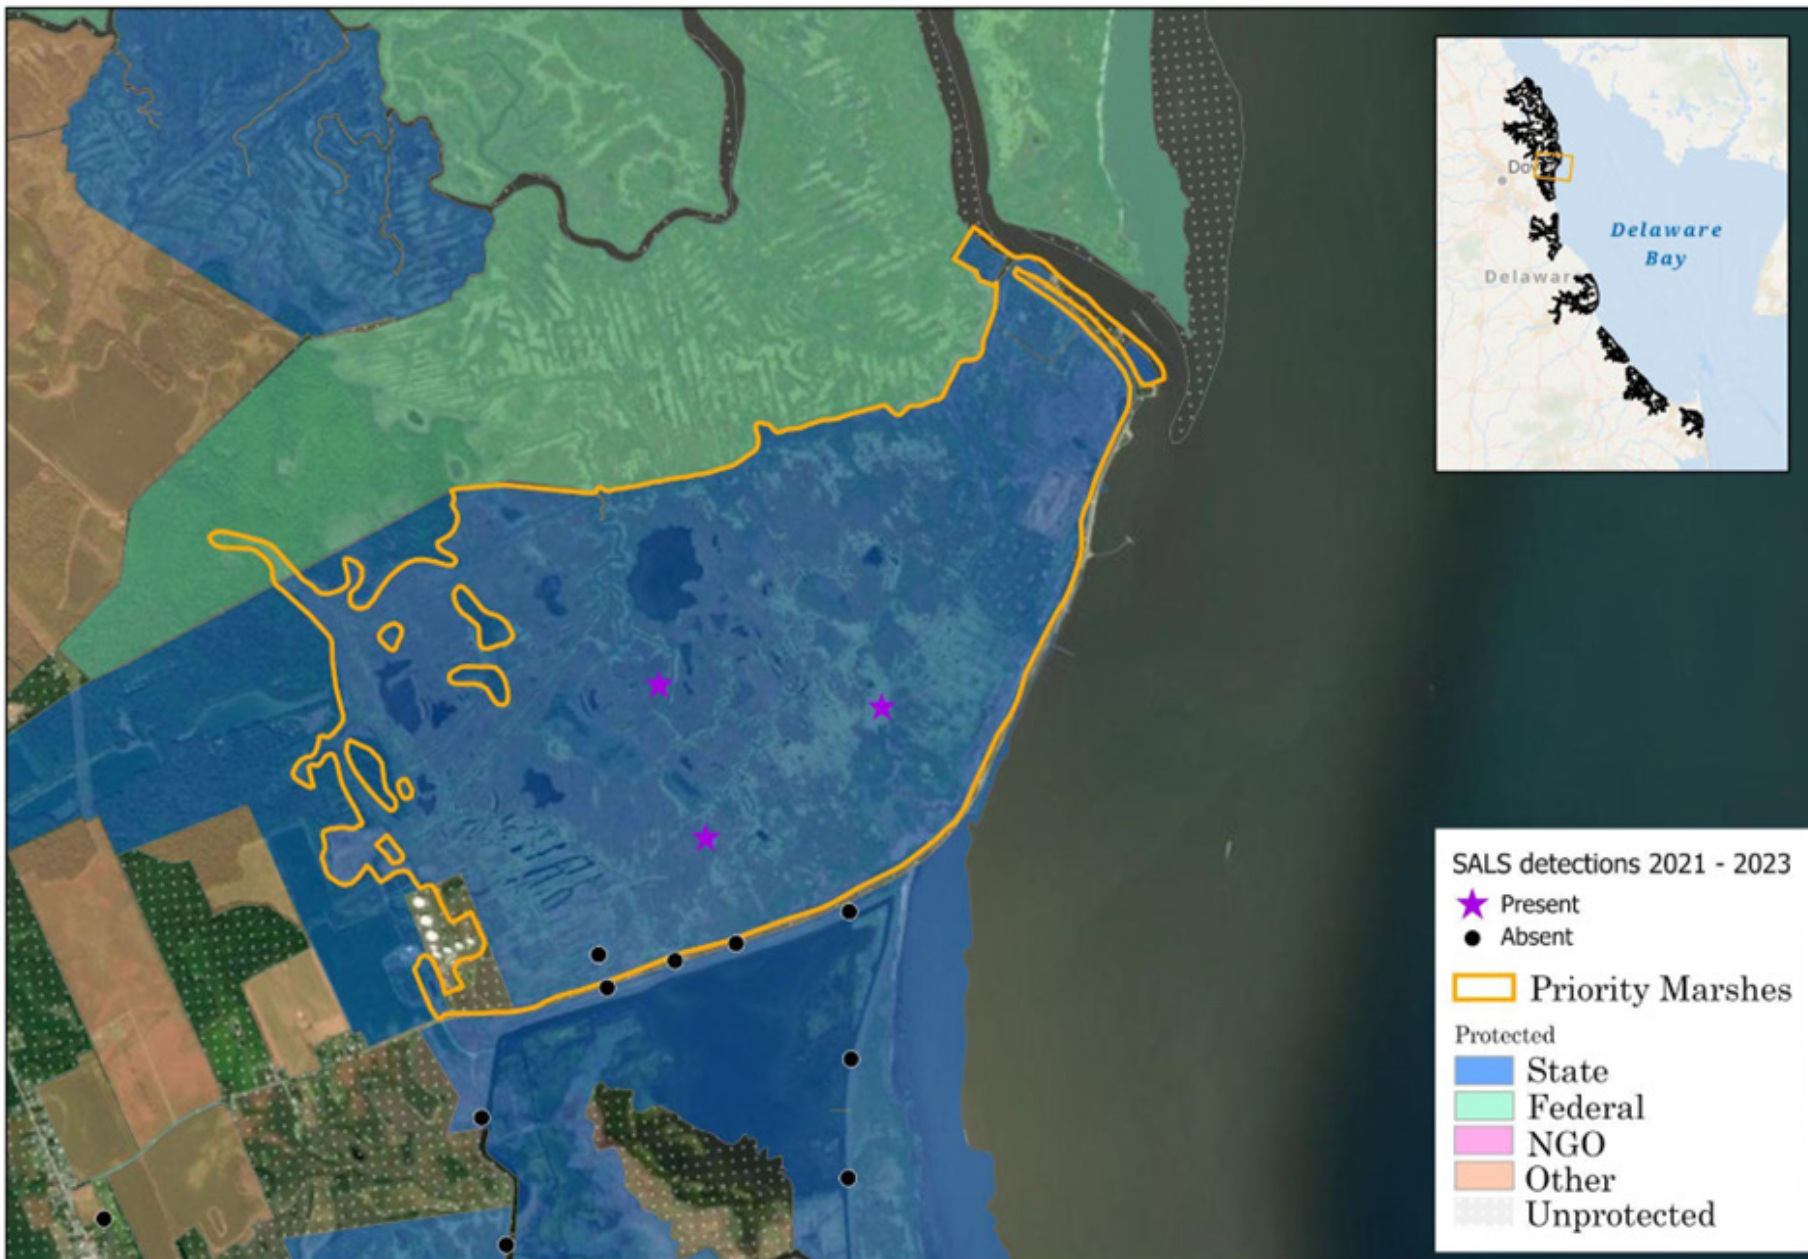 Do
Delaware
Bay
Delawar
SALS detections 2021 - 2023
Present
Absent
Priority Marshes
Protected
State
Federal
NGO
Other
Unprotected